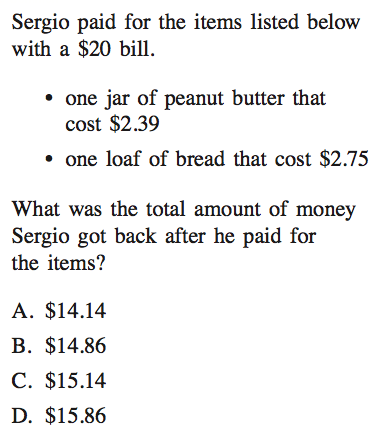 Sergio paid for the items listed below
with a $20 bill.
• one jar of peanut butter that
cost $2.39
• one loaf of bread that cost $2.75
What was the total amount of money
Sergio got back after he paid for
the items?
A. $14.14
B. $14.86
C. $15.14
D. $15.86